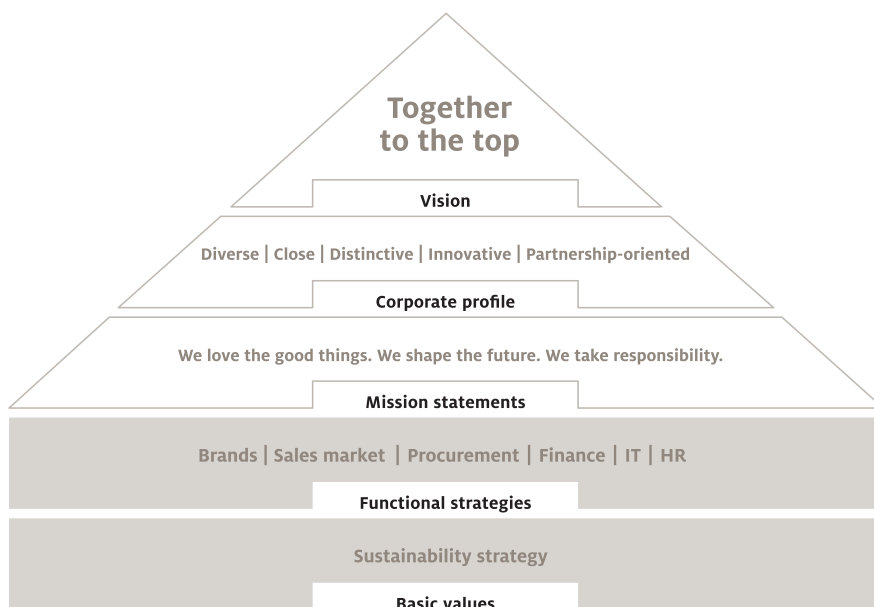 Together
to the top
Vision
Diverse | Close | Distinctive | Innovative | Partnership-oriented
Corporate profile
We love the good things. We shape the future. We take responsibility.
Mission statements
Brands | Sales market | Procurement | Finance | IT | HR
Functional strategies
Sustainability strategy
Basic values